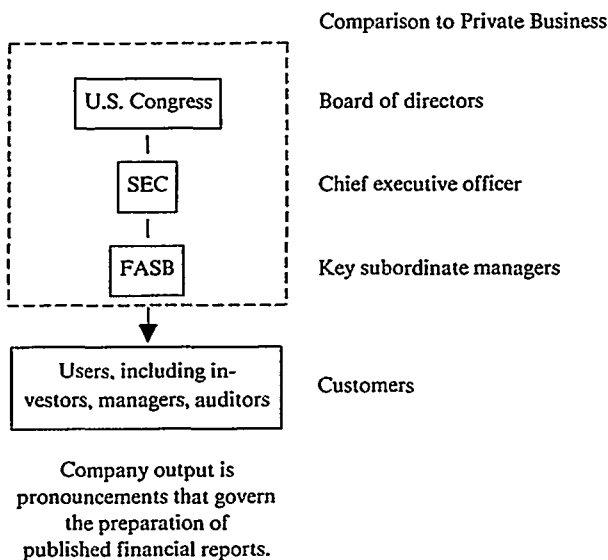 Comparison to Private Business
U.S. Congress
Board of directors
SEC
Chief executive officer
FASB
Key subordinate managers
Users, including in-
vestors, managers, auditors
Customers
Company output is
pronouncements that govern
the preparation of
published financial reports.